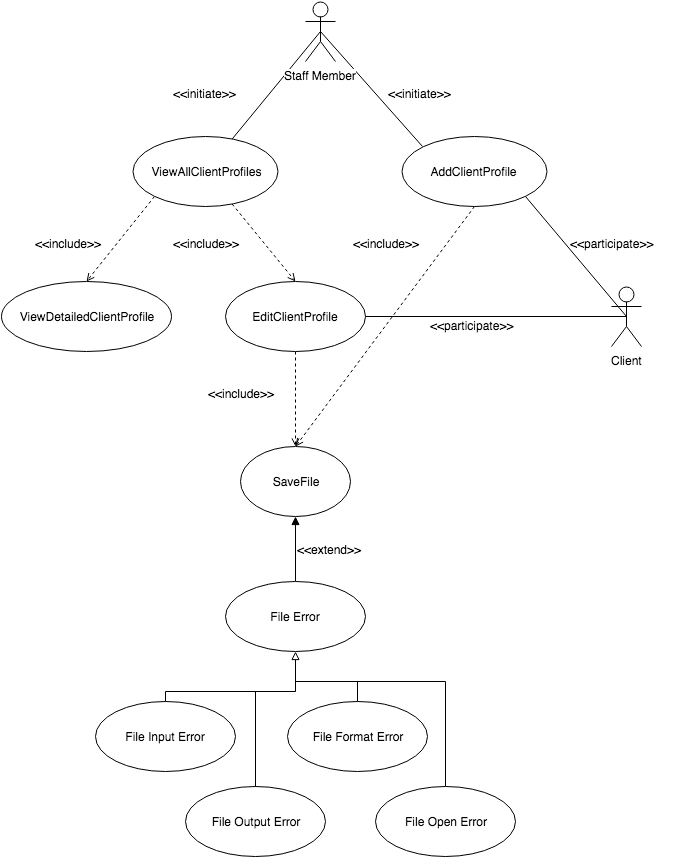 Staff Member
<<initiate>>
<<initiate>>
ViewAllClientProfiles
AddClientProfile
<<include>>
<<include>>
<<include>>
<<participate>>
ViewDetailedClientProfile
EditClientProfile
<<participate>>
Client
<<include>>
SaveFile
<<extend>>
File Error
File Input Error
File Format Error
File Output Error
File Open Error